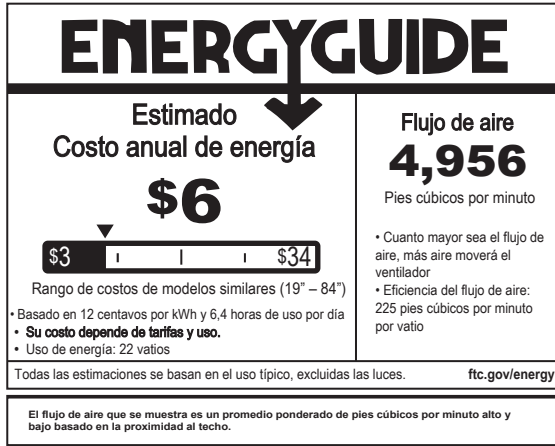 ENERGYGUIDE
Estimado
Costo anual de energía
$6
$3
$34
Rango de costos de modelos similares (19” – 84”)
• Basado en 12 centavos por kWh y 6,4 horas de uso por día
• Su costo depende de tarifas y uso.
• Uso de energía: 22 vatios
Flujo de aire
4,956
Pies cúbicos por minuto
• Cuanto mayor sea el flujo de
aire, más aire moverá el
ventilador
• Eficiencia del flujo de aire:
225 pies cúbicos por minuto
por vatio
Todas las estimaciones se basan en el uso típico, excluidas las luces.
ftc.gov/energy
El flujo de aire que se muestra es un promedio ponderado de pies cúbicos por minuto alto y
bajo basado en la proximidad al techo.